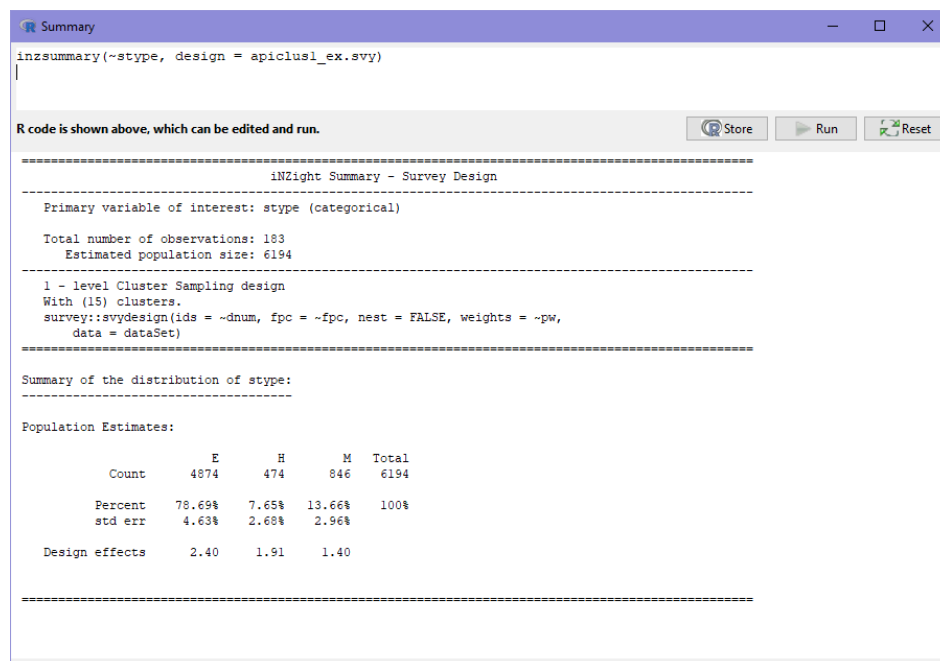 Summary
inzsummary(~stype, design = apiclus1_ex.svy)
R code is shown above, which can be edited and run.
Store
Run
Reset
====================================================================================================
iNZight Summary - Survey Design
----------------------------------------------------------------------------------------------------
Primary variable of interest: stype (categorical)
Total number of observations: 183
Estimated population size: 6194
----------------------------------------------------------------------------------------------------
1 - level Cluster Sampling design
With (15) clusters.
survey::svydesign(ids = ~dnum, fpc = ~fpc, nest = FALSE, weights = ~pw,
data = dataSet)
====================================================================================================
Summary of the distribution of stype:
-------------------------------------
Population Estimates:
E H M Total
Count 4874 474 846 6194
Percent 78.69% 7.65% 13.66% 100%
std err 4.63% 2.68% 2.96%
Design effects 2.40 1.91 1.40
====================================================================================================